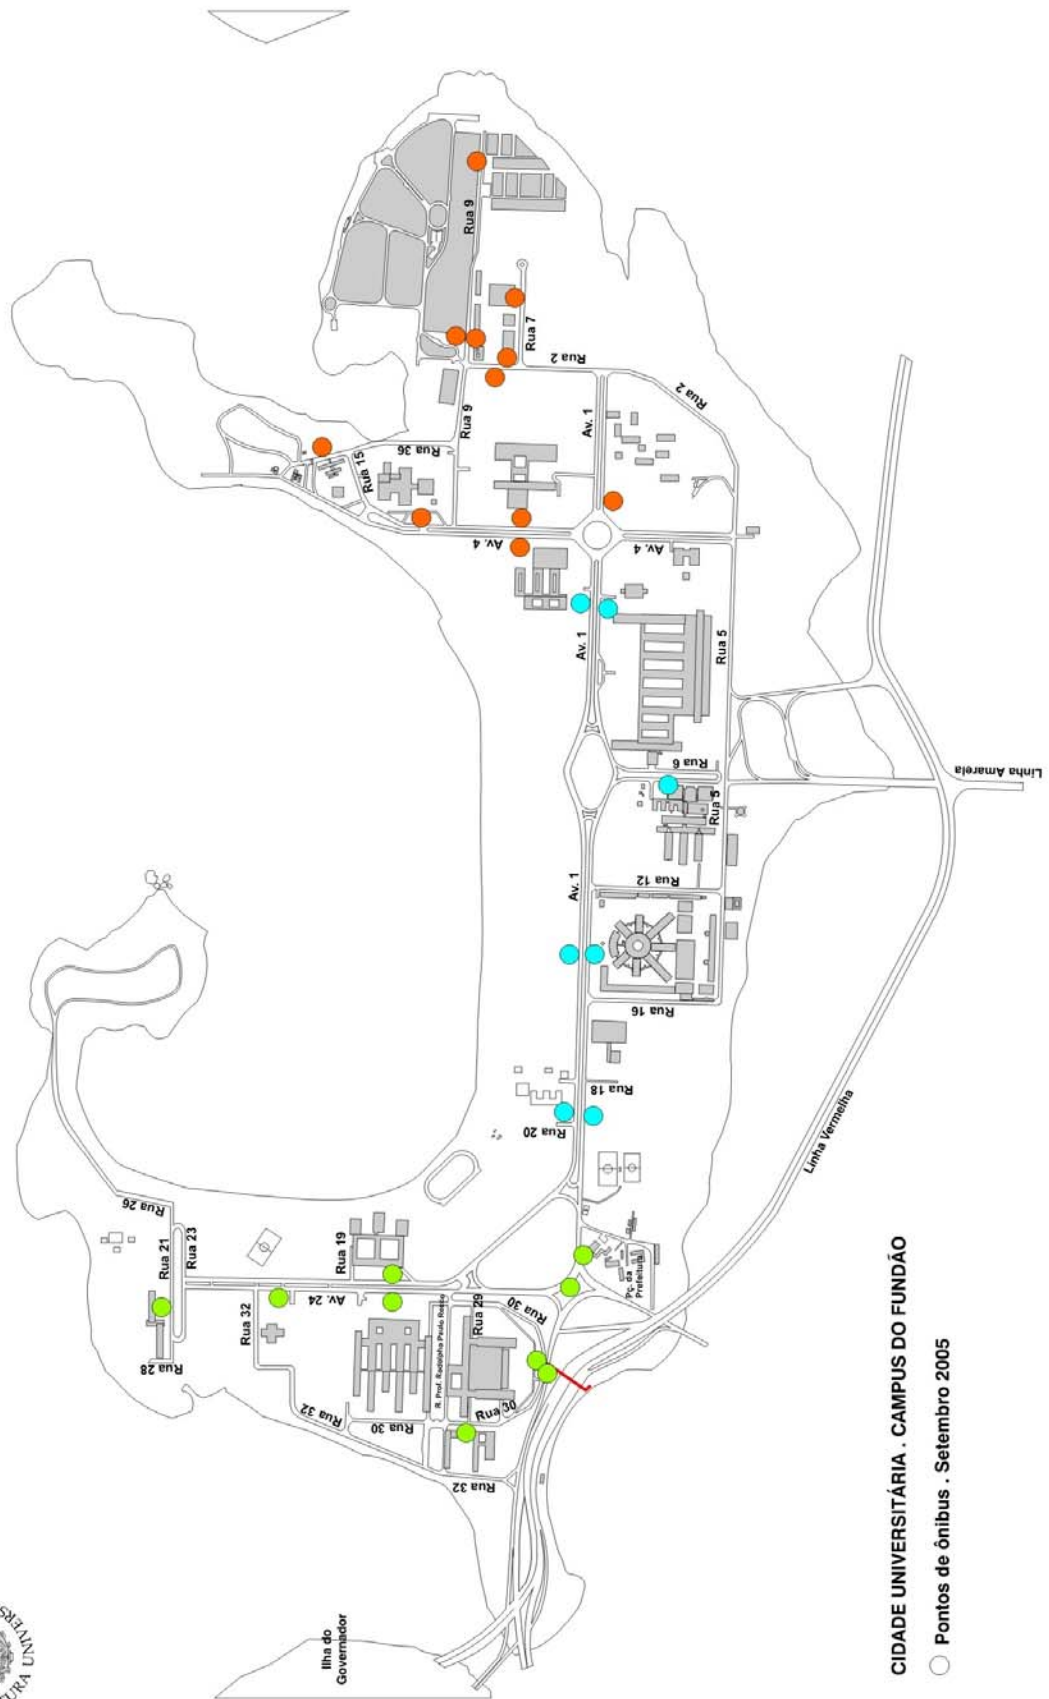 Rua 9
Rua 7
Rua 2
Rua 2
Rua 9
Av. 1
Rua 36
Rua 15
Av. 4
Av. 4
Av. 1
Rua 5
Rua 6
Rua 5
Linha Amarela
Rua 12
Av. 1
Rua 16
Rua 18
Rua 20
Linha Vermelha
Rua 26
Rua 21
Rua 23
Rua 19
Pç. da
Prefeitura
Rua 32
Av. 24
Rua 29
Rua 30
Rua 28
Rua 32
Rua 30
Rua 30
Rua 32
Ilha do
Governador
CIDADE UNIVERSITÁRIA . CAMPUS DO FUNDÃO
Pontos de ônibus . Setembro 2005
TURA UNIVERS